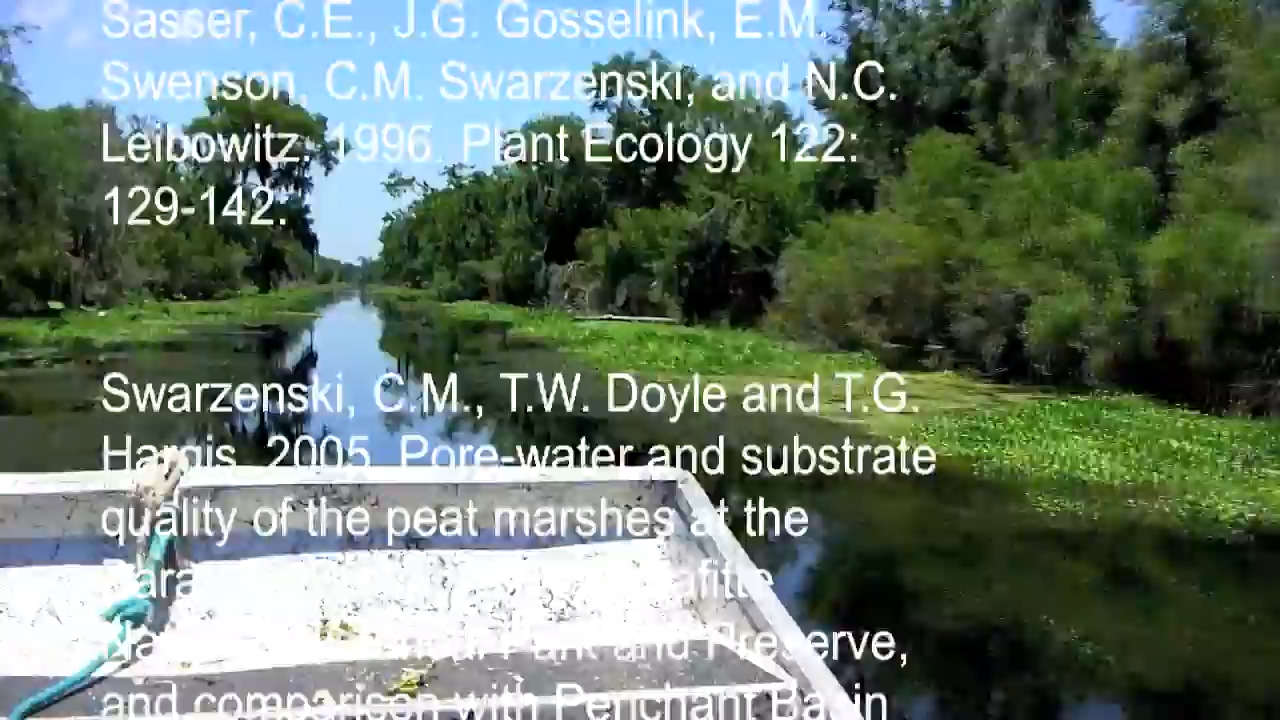 Sasser, C.E., J.G. Gosselink, E.M.
Swenson, C.M. Swarzenski, and N.C.
Leibowitz. 1996. Plant Ecology 122:
129-142.
Swarzenski, C.M., T.W. Doyle and T.G.
Hargis. 2005. Pore-water and substrate
quality of the peat marshes at the
Park and Preserve,
and comparison with Penchant Basin